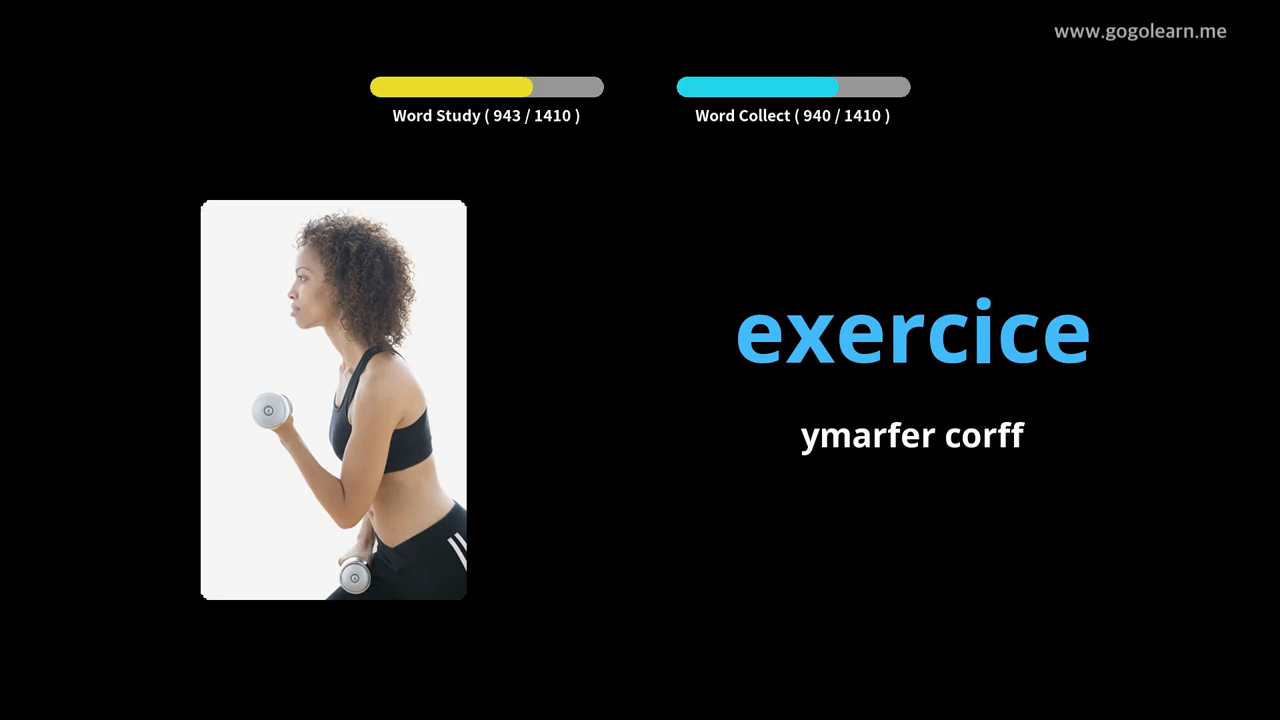 www.gogolearn.me
Word Study ( 943 / 1410 )
Word Collect ( 940 / 1410 )
exercice
ymarfer corff